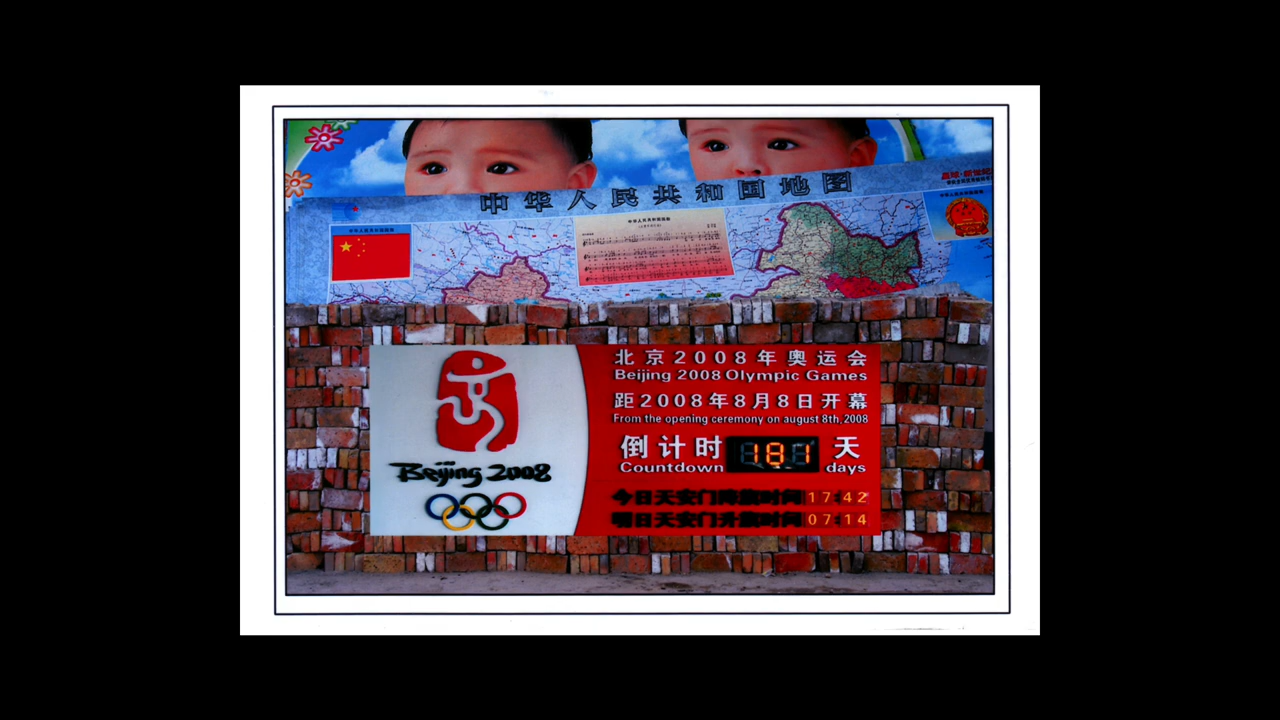 中华人民共和国地图
北京2008年奥运会
Beijing 2008 Olympic Games
距2008年8月8日开幕
From the opening ceremony on august 8th,2008
倒计时 181 天
Countdown days
Beijing 2008
今日天安门降旗时间 17:42
明日天安门升旗时间 07:14